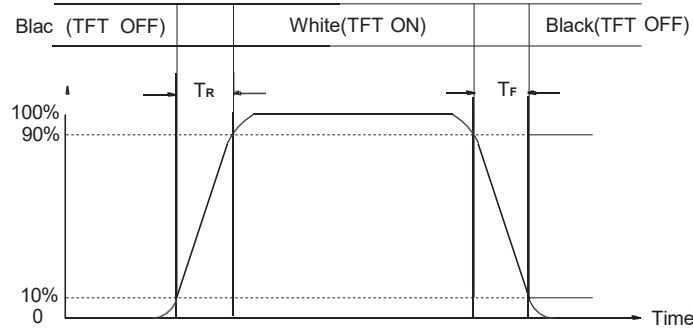 Blac (TFT OFF) White(TFT ON) Black(TFT OFF)
TR TF
100%
90%
10%
0
Time